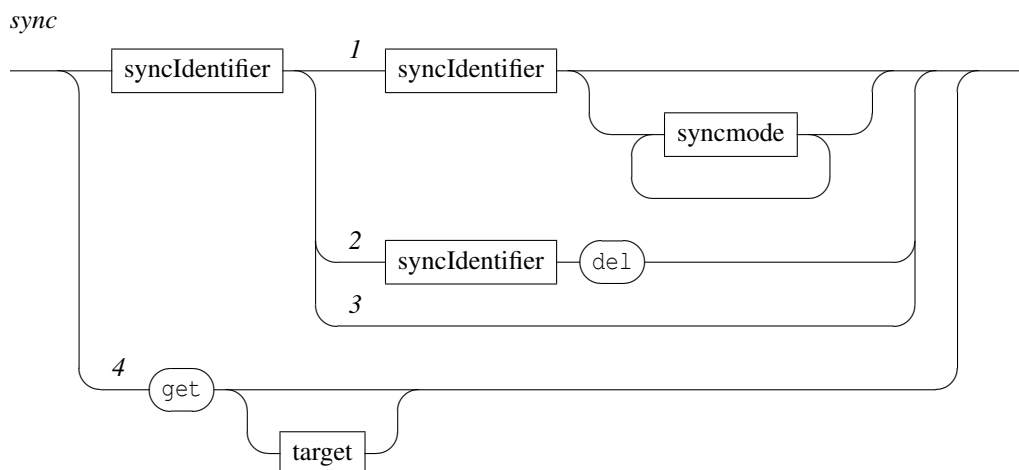 sync
syncIdentifier 1 syncIdentifier
syncmode
2 syncIdentifier del
3
4 get
target